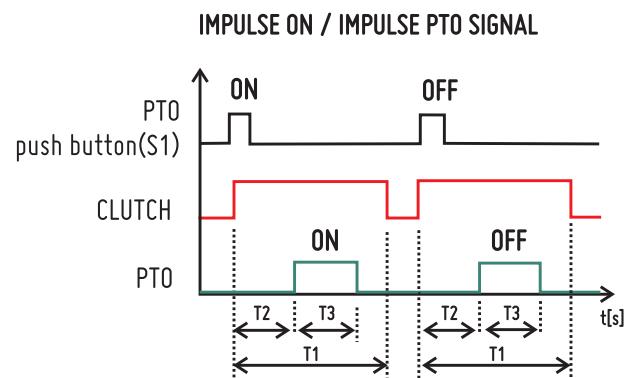 IMPULSE ON / IMPULSE PTO SIGNAL
ON OFF
PTO
push button(S1)
CLUTCH
ON OFF
PTO
T2 T3 T2 T3
t[s]
T1 T1